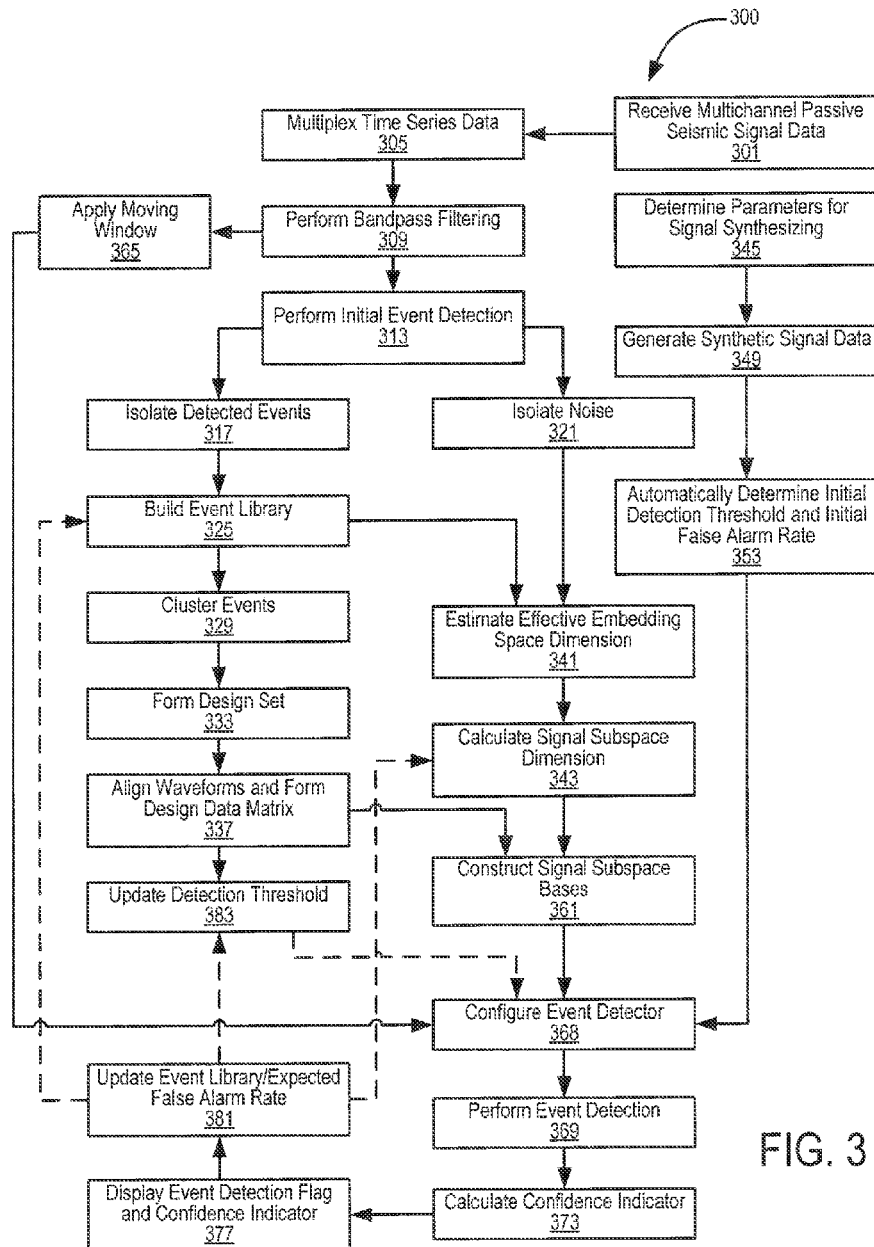 300
Receive Multichannel Passive
Seismic Signal Data
301
Multiplex Time Series Data
305
Apply Moving
Window
365
Perform Bandpass Filtering
309
Determine Parameters for
Signal Synthesizing
345
Perform Initial Event Detection
313
Generate Synthetic Signal Data
349
Isolate Detected Events
317
Isolate Noise
321
Build Event Library
325
Automatically Determine Initial
Detection Threshold and Initial
False Alarm Rate
353
Cluster Events
329
Estimate Effective Embedding
Space Dimension
341
Form Design Set
333
Calculate Signal Subspace
Dimension
343
Align Waveforms and Form
Design Data Matrix
337
Construct Signal Subspace
Bases
361
Update Detection Threshold
383
Configure Event Detector
368
Update Event Library/Expected
False Alarm Rate
381
Perform Event Detection
369
Display Event Detection Flag
and Confidence Indicator
377
Calculate Confidence Indicator
373
FIG. 3